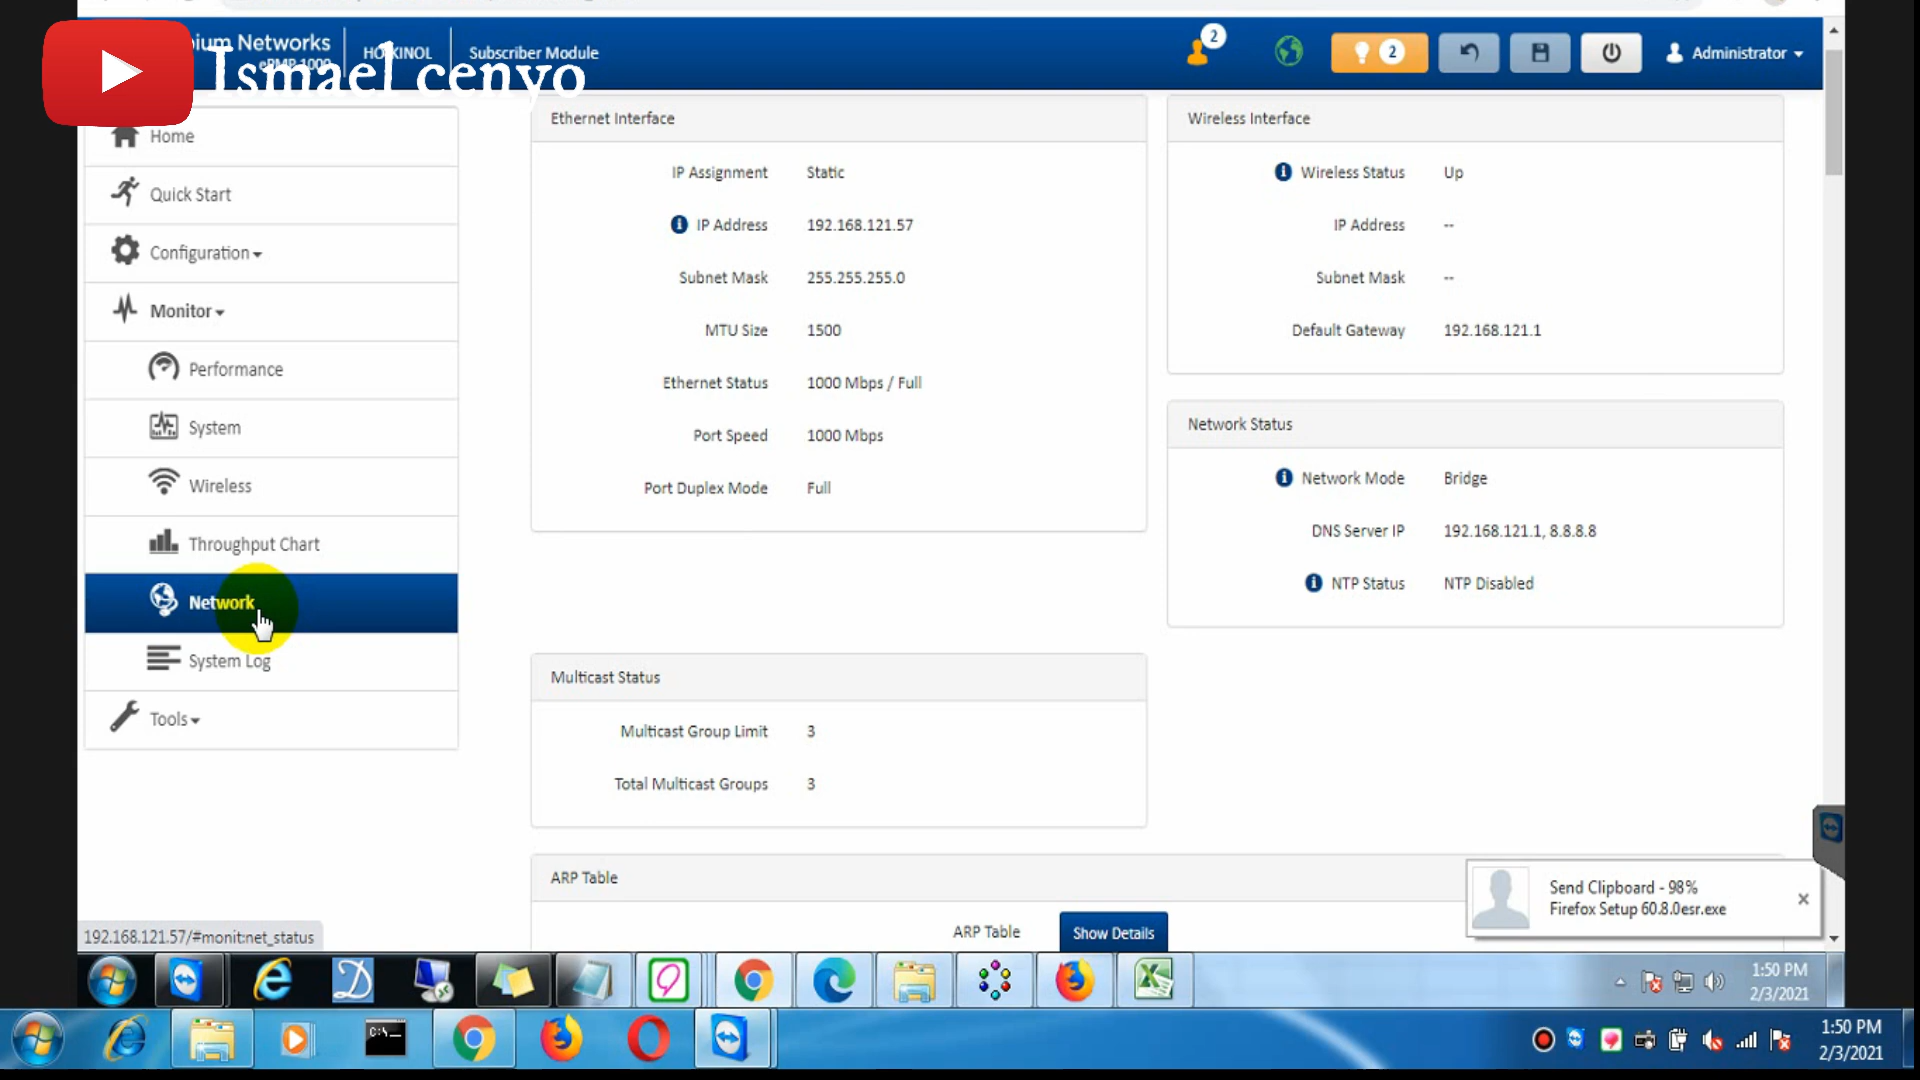 Ismael cenyo
ium Networks
ePMP 1000
Subscriber Module
2
2
Administrator
Home
Quick Start
Configuration
Monitor
Performance
System
Wireless
Throughput Chart
Network
System Log
Tools
Ethernet Interface
IP Assignment Static
IP Address 192.168.121.57
Subnet Mask 255.255.255.0
MTU Size 1500
Ethernet Status 1000 Mbps / Full
Port Speed 1000 Mbps
Port Duplex Mode Full
Wireless Interface
Wireless Status Up
IP Address --
Subnet Mask --
Default Gateway 192.168.121.1
Network Status
Network Mode Bridge
DNS Server IP 192.168.121.1, 8.8.8.8
NTP Status NTP Disabled
Multicast Status
Multicast Group Limit 3
Total Multicast Groups 3
ARP Table
ARP Table Show Details
Send Clipboard - 98%
Firefox Setup 60.8.0esr.exe
192.168.121.57/#monit:net_status
1:50 PM
2/3/2021
1:50 PM
2/3/2021